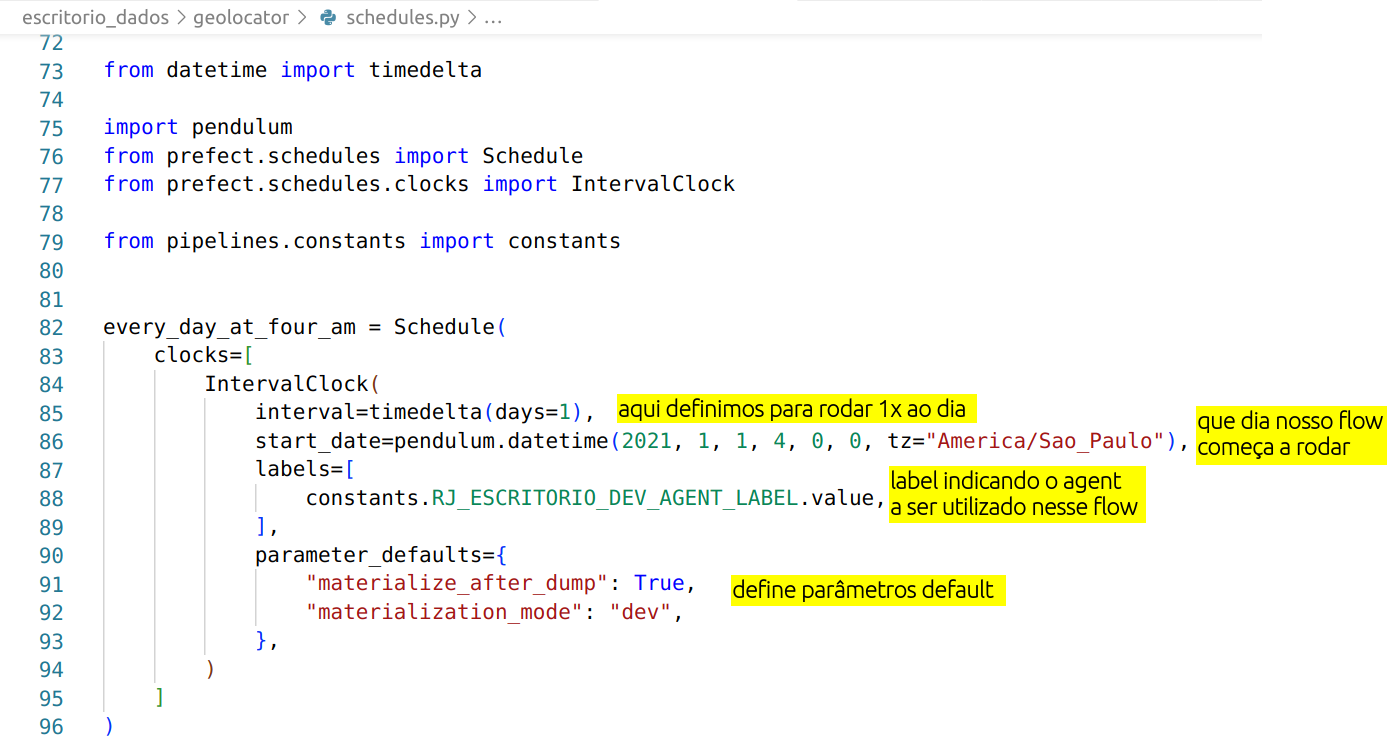 escritorio_dados > geolocator > schedules.py > ...
72
73 from datetime import timedelta
74
75 import pendulum
76 from prefect.schedules import Schedule
77 from prefect.schedules.clocks import IntervalClock
78
79 from pipelines.constants import constants
80
81
82 every_day_at_four_am = Schedule(
83     clocks=[
84         IntervalClock(
85             interval=timedelta(days=1), aqui definimos para rodar 1x ao dia
86             start_date=pendulum.datetime(2021, 1, 1, 4, 0, 0, tz="America/Sao_Paulo"),
que dia nosso flow
começa a rodar
87             labels=[
88                 constants.RJ_ESCRITORIO_DEV_AGENT_LABEL.value,
label indicando o agent
a ser utilizado nesse flow
89             ],
90             parameter_defaults={
91                 "materialize_after_dump": True, define parâmetros default
92                 "materialization_mode": "dev",
93             },
94         )
95     ]
96 )